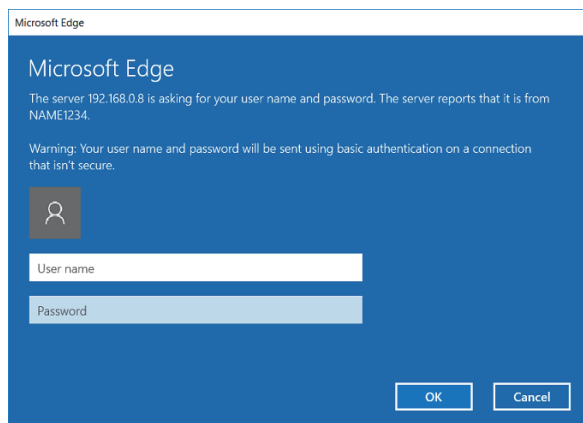 Microsoft Edge
Microsoft Edge
The server 192.168.0.8 is asking for your user name and password. The server reports that it is from
NAME1234.
Warning: Your user name and password will be sent using basic authentication on a connection
that isn't secure.
User name
Password
OK
Cancel